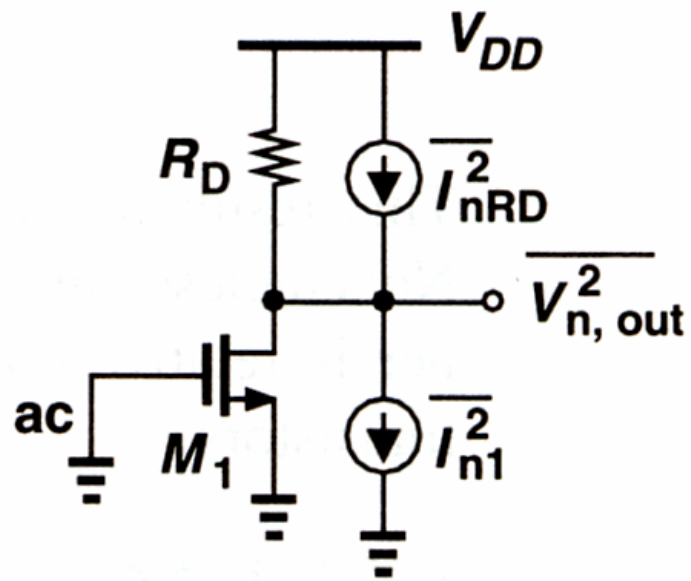 V_DD
R_D
I²_nRD
V²_n, out
ac
M_1
I²_n1